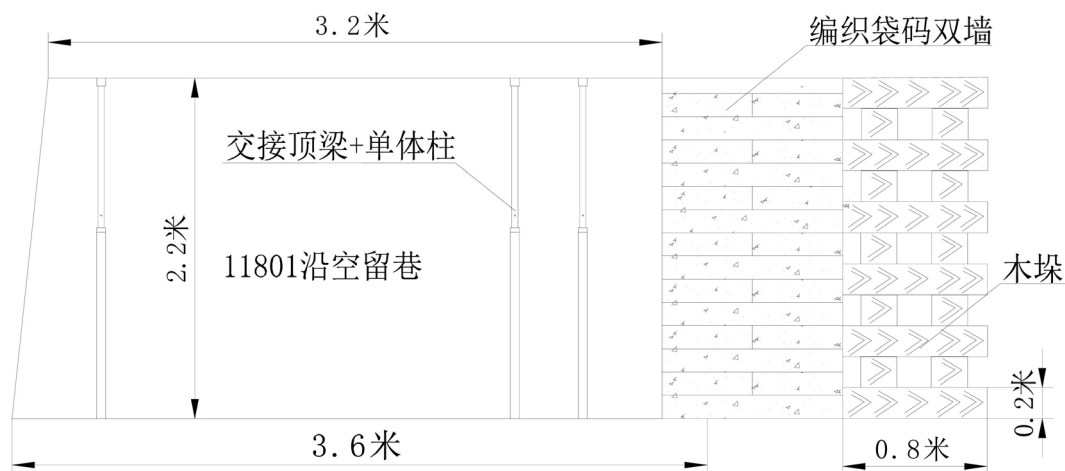 3.2米
编织袋码双墙
交接顶梁+单体柱
2.2米
11801沿空留巷
木垛
0.2米
3.6米
0.8米